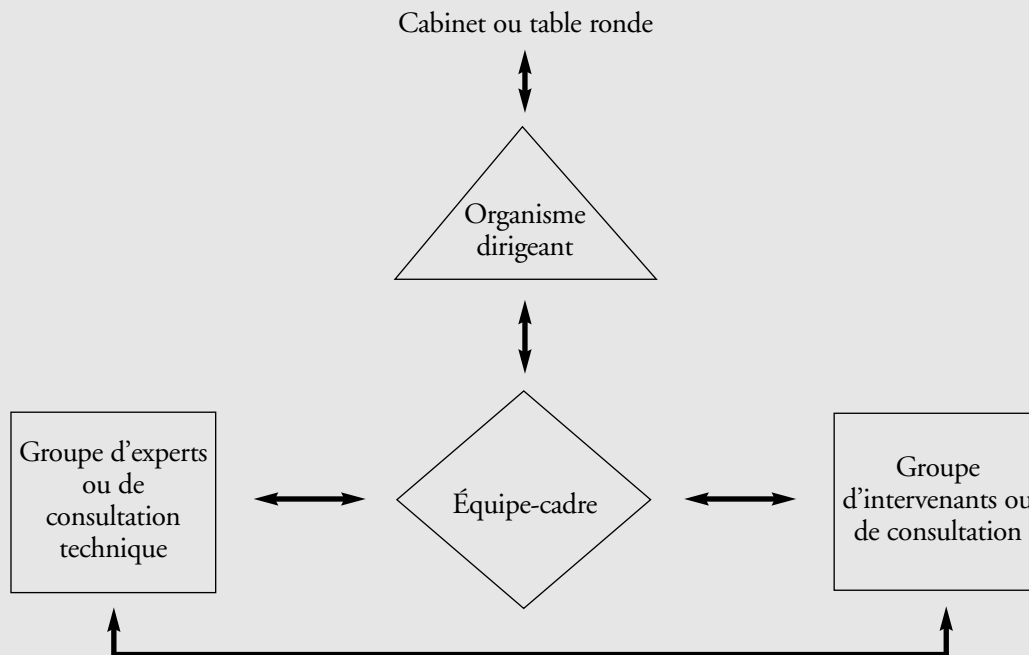 Cabinet ou table ronde
Organisme
dirigeant
Groupe d’experts
ou de
consultation
technique
Équipe-cadre
Groupe
d’intervenants ou
de consultation